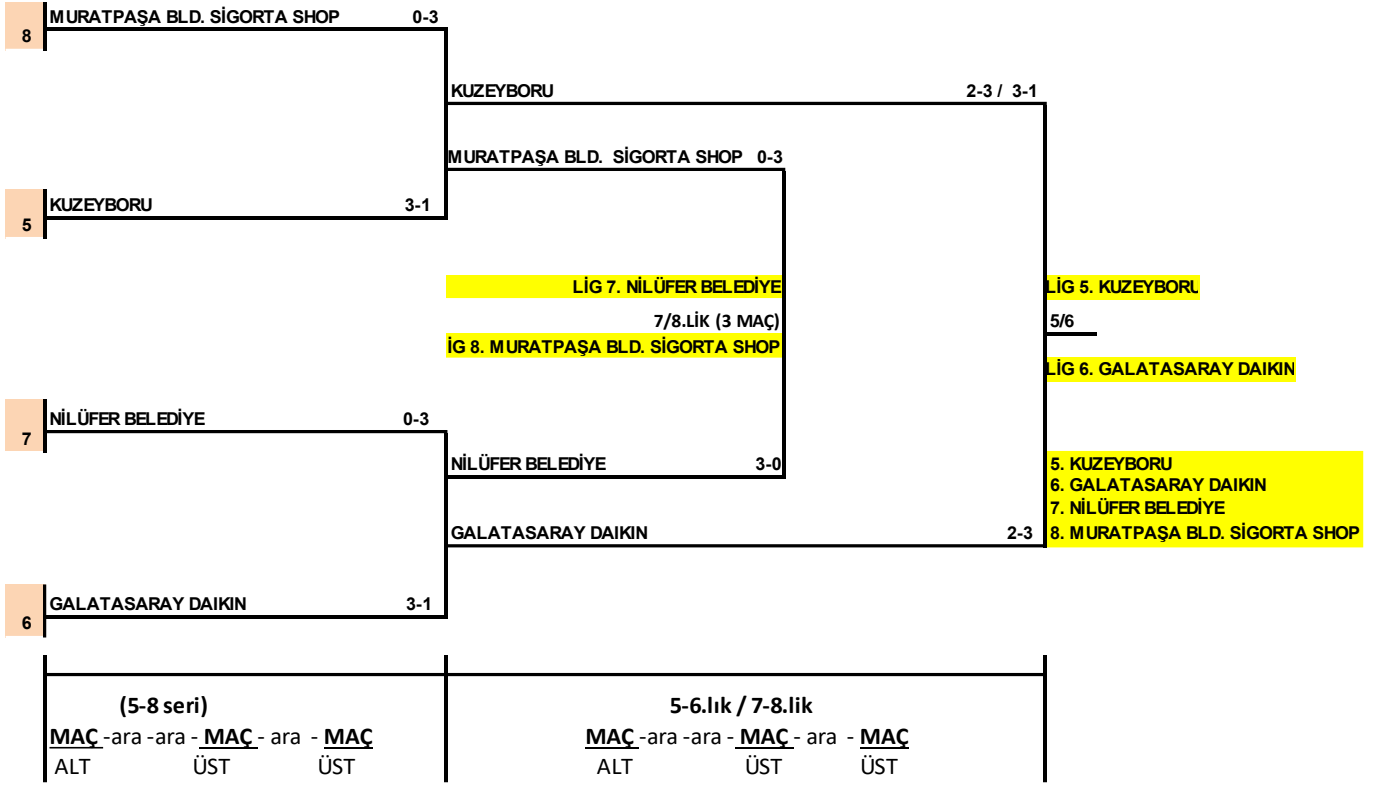 MURATPAŞA BLD. SİGORTA SHOP 0-3
8
KUZEYBORU 2-3 / 3-1
MURATPAŞA BLD. SİGORTA SHOP 0-3
KUZEYBORU 3-1
5
LİG 7. NİLÜFER BELEDİYE
LİG 5. KUZEYBORU
7/8.LİK (3 MAÇ)
5/6
İG 8. MURATPAŞA BLD. SİGORTA SHOP
LİG 6. GALATASARAY DAIKIN
NİLÜFER BELEDİYE 0-3
7
NİLÜFER BELEDİYE 3-0
5. KUZEYBORU
6. GALATASARAY DAIKIN
7. NİLÜFER BELEDİYE
GALATASARAY DAIKIN 2-3
8. MURATPAŞA BLD. SİGORTA SHOP
GALATASARAY DAIKIN 3-1
6
(5-8 seri)
MAÇ -ara -ara - MAÇ - ara - MAÇ
ALT ÜST ÜST
5-6.lık / 7-8.lik
MAÇ -ara -ara - MAÇ - ara - MAÇ
ALT ÜST ÜST